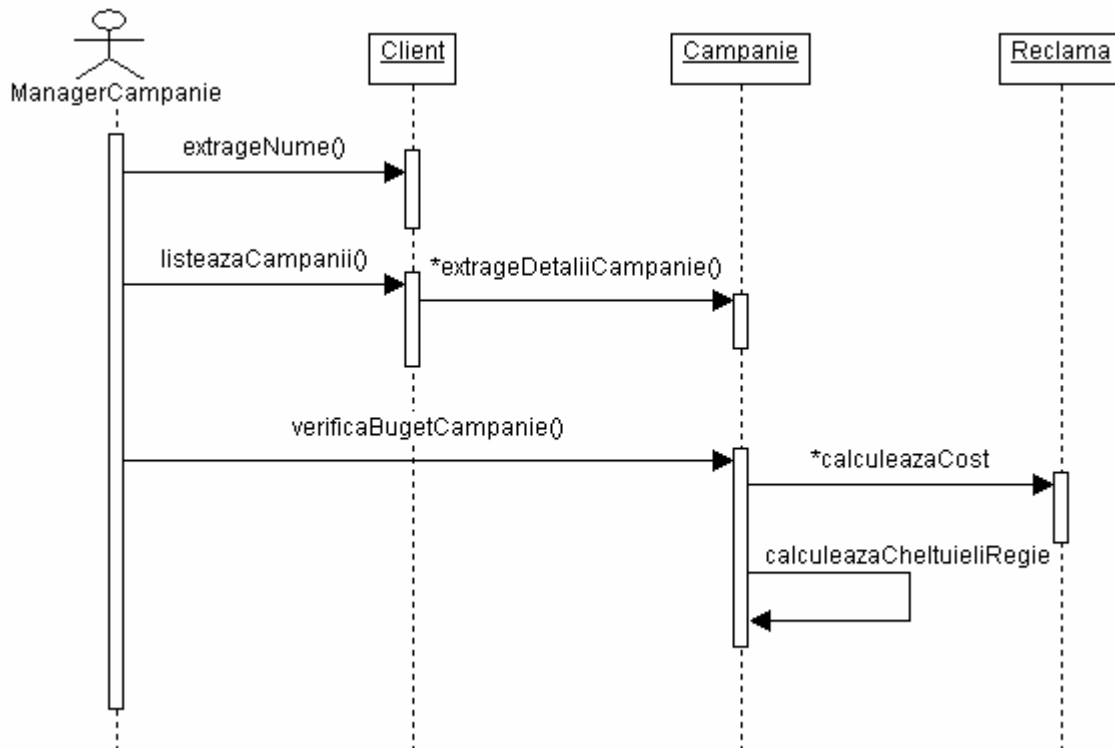 Client
Campanie
Reclama
ManagerCampanie
extrageNume()
listeazaCampanii()
*extrageDetaliiCampanie()
verificaBugetCampanie()
*calculeazaCost
calculeazaCheltuieliRegie